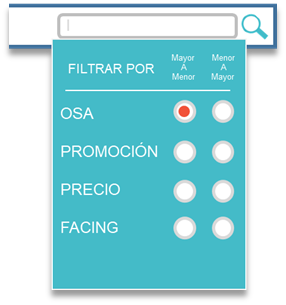 FILTRAR POR
Mayor
A
Menor
Menor
A
Mayor
OSA
PROMOCIÓN
PRECIO
FACING